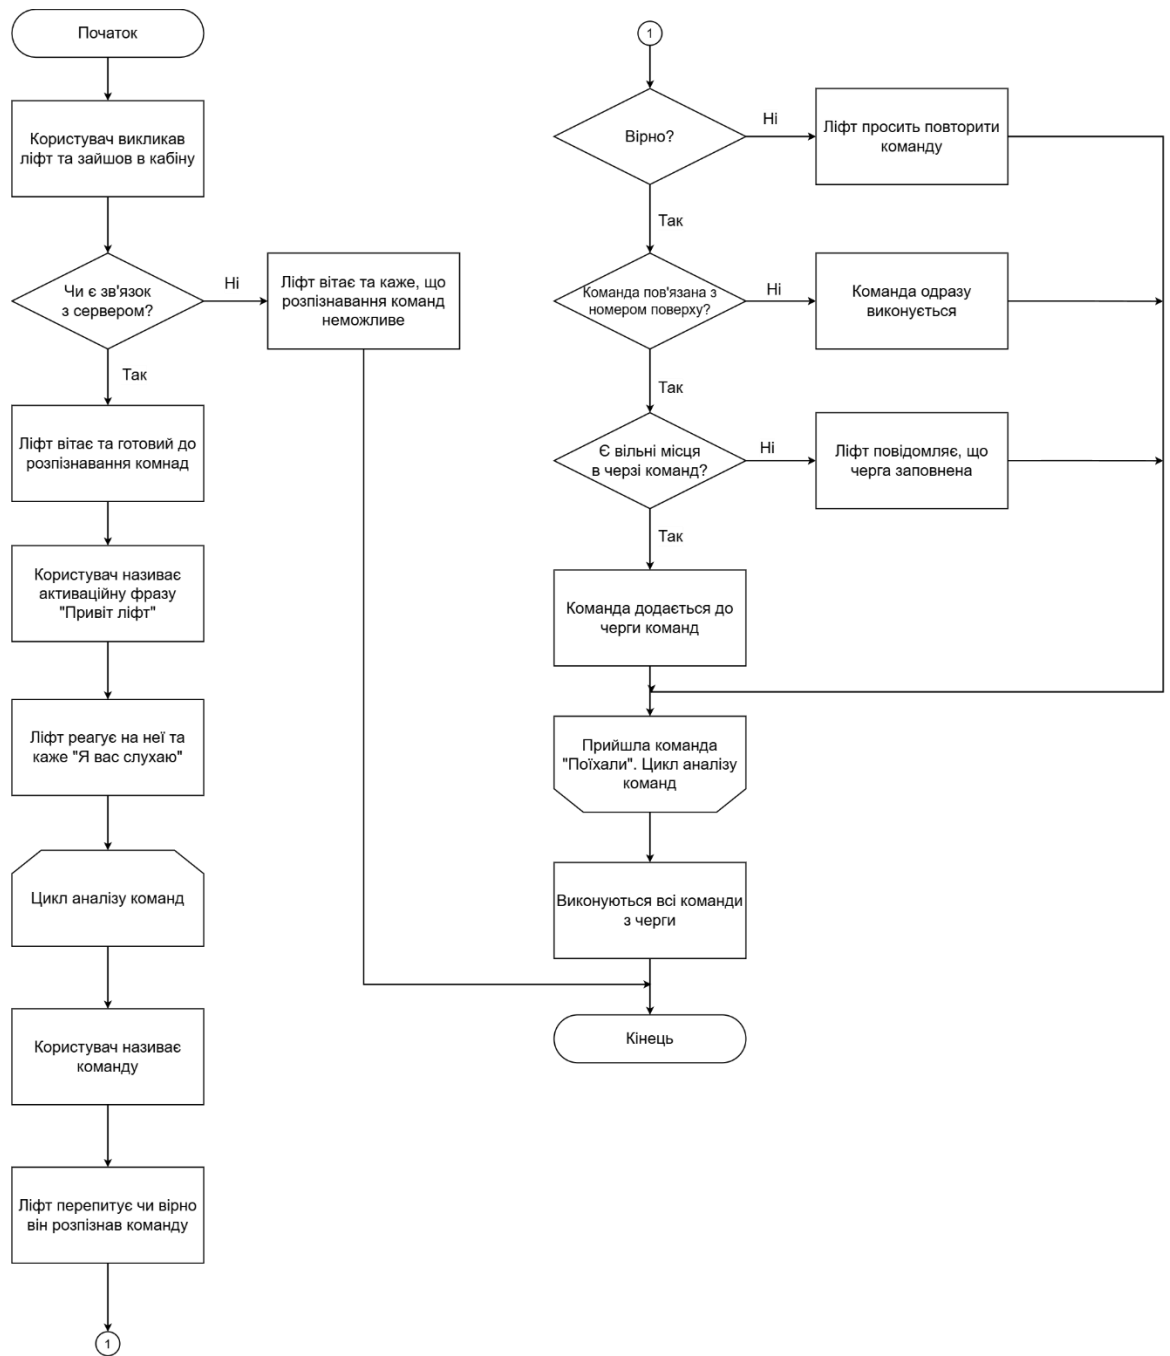 Початок
Користувач викликав
ліфт та зайшов в кабіну
Чи є зв'язок
з сервером?
Ні
Ліфт вітає та каже, що
розпізнавання команд
неможливе
Так
Ліфт вітає та готовий до
розпізнавання комнад
Користувач називає
активаційну фразу
"Привіт ліфт"
Ліфт реагує на неї та
каже "Я вас слухаю"
Цикл аналізу команд
Користувач називає
команду
Ліфт перепитує чи вірно
він розпізнав команду
1
1
Вірно?
Ні
Ліфт просить повторити
команду
Так
Команда пов'язана з
номером поверху?
Ні
Команда одразу
виконується
Так
Є вільні місця
в черзі команд?
Ні
Ліфт повідомляє, що
черга заповнена
Так
Команда додається до
черги команд
Прийшла команда
"Поїхали". Цикл аналізу
команд
Виконуються всі команди
з черги
Кінець